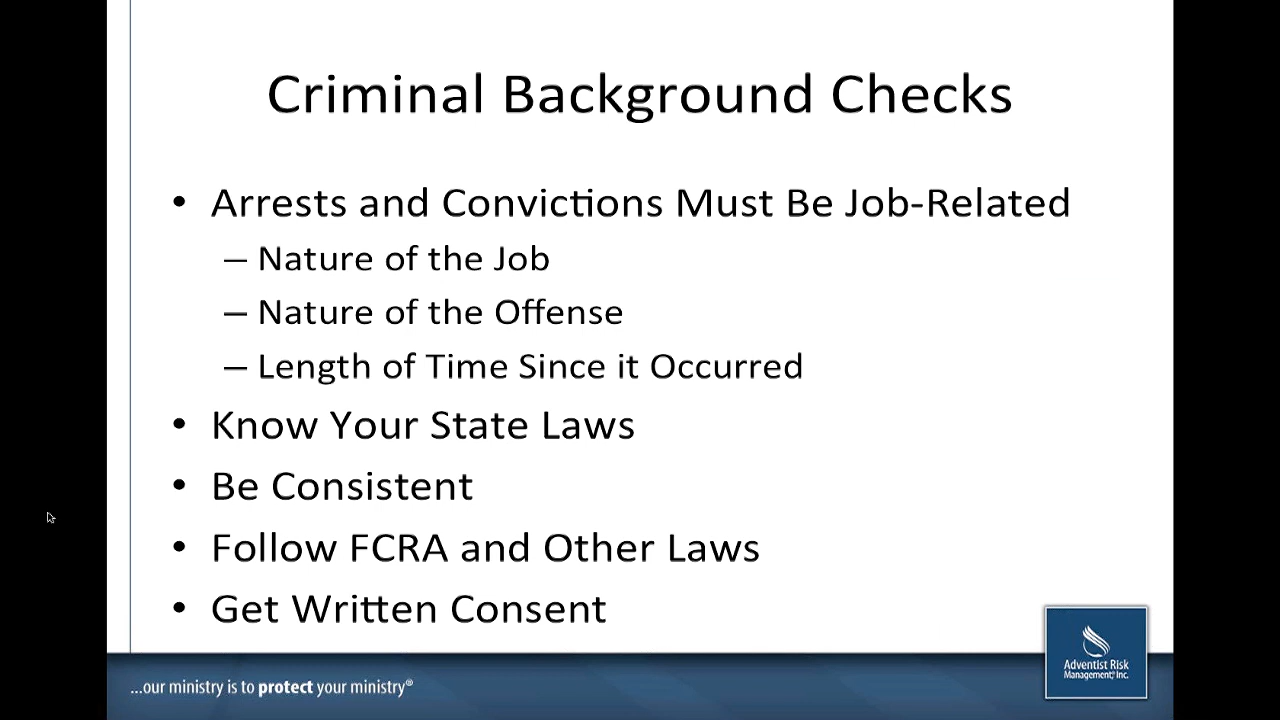 Criminal Background Checks
• Arrests and Convictions Must Be Job-Related
– Nature of the Job
– Nature of the Offense
– Length of Time Since it Occurred
• Know Your State Laws
• Be Consistent
• Follow FCRA and Other Laws
• Get Written Consent
...our ministry is to protect your ministry®
Adventist Risk
Management, Inc.